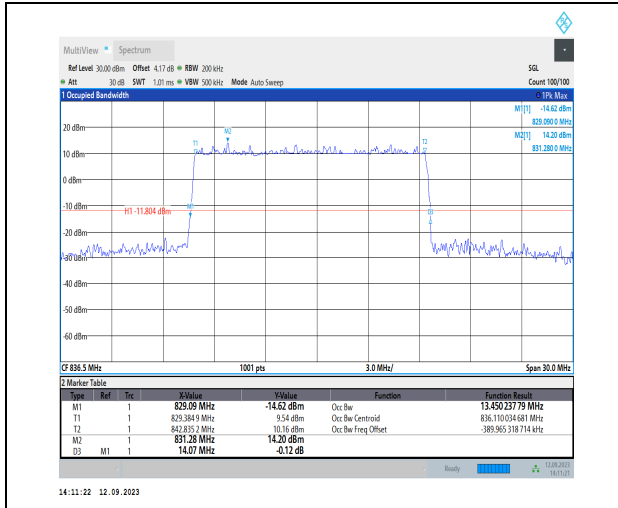 MultiView Spectrum
Ref Level 30.00 dBm Offset 4.17 dB RBW 200 kHz SGL
Att 30 dB SWT 1.01 ms VBW 500 kHz Mode Auto Sweep Count 100/100
1 Occupied Bandwidth 1Pk Max
M1[1] -14.62 dBm
829.090 0 MHz
M2[1] 14.20 dBm
831.280 0 MHz
20 dBm
M2
T1 T2
10 dBm
0 dBm
-10 dBm
H1 -11.804 dBm M1 D3
-20 dBm
-30 dBm
-40 dBm
-50 dBm
-60 dBm
CF 836.5 MHz 1001 pts 3.0 MHz/ Span 30.0 MHz
2 Marker Table
Type Ref Trc X-Value Y-Value Function Function Result
M1 1 829.09 MHz -14.62 dBm Occ Bw 13.450 237 79 MHz
T1 1 829.384 9 MHz 9.54 dBm Occ Bw Centroid 836.110 034 681 MHz
T2 1 842.835 2 MHz 10.16 dBm Occ Bw Freq Offset -389.965 318 714 kHz
M2 1 831.28 MHz 14.20 dBm
D3 M1 1 14.07 MHz -0.12 dB
Ready 12.09.2023
14:11:21
14:11:22 12.09.2023